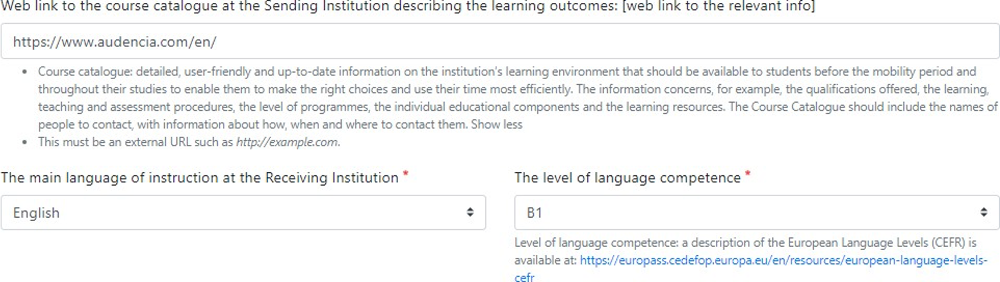 Web link to the course catalogue at the Sending Institution describing the learning outcomes: [web link to the relevant info]
https://www.audencia.com/en/
• Course catalogue: detailed, user-friendly and up-to-date information on the institution's learning environment that should be available to students before the mobility period and
throughout their studies to enable them to make the right choices and use their time most efficiently. The information concerns, for example, the qualifications offered, the learning,
teaching and assessment procedures, the level of programmes, the individual educational components and the learning resources. The Course Catalogue should include the names of
people to contact, with information about how, when and where to contact them. Show less
• This must be an external URL such as http://example.com.
The main language of instruction at the Receiving Institution *
English
The level of language competence *
B1
Level of language competence: a description of the European Language Levels (CEFR) is
available at: https://europass.cedefop.europa.eu/en/resources/european-language-levels-
cefr